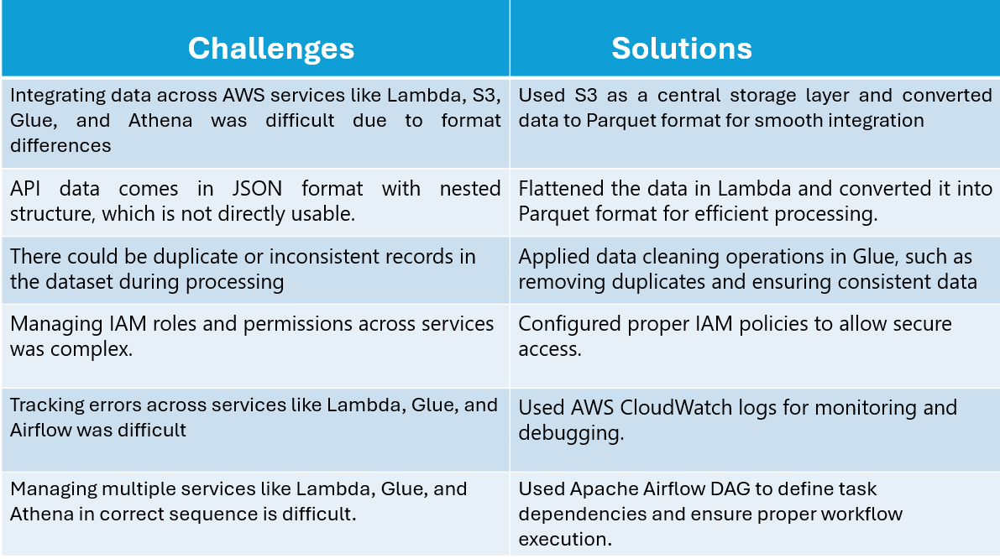 Challenges
Solutions
Integrating data across AWS services like Lambda, S3,
Glue, and Athena was difficult due to format
differences
Used S3 as a central storage layer and converted
data to Parquet format for smooth integration
API data comes in JSON format with nested
structure, which is not directly usable.
Flattened the data in Lambda and converted it into
Parquet format for efficient processing.
There could be duplicate or inconsistent records in
the dataset during processing
Applied data cleaning operations in Glue, such as
removing duplicates and ensuring consistent data
Managing IAM roles and permissions across services
was complex.
Configured proper IAM policies to allow secure
access.
Tracking errors across services like Lambda, Glue, and
Airflow was difficult
Used AWS CloudWatch logs for monitoring and
debugging.
Managing multiple services like Lambda, Glue, and
Athena in correct sequence is difficult.
Used Apache Airflow DAG to define task
dependencies and ensure proper workflow
execution.